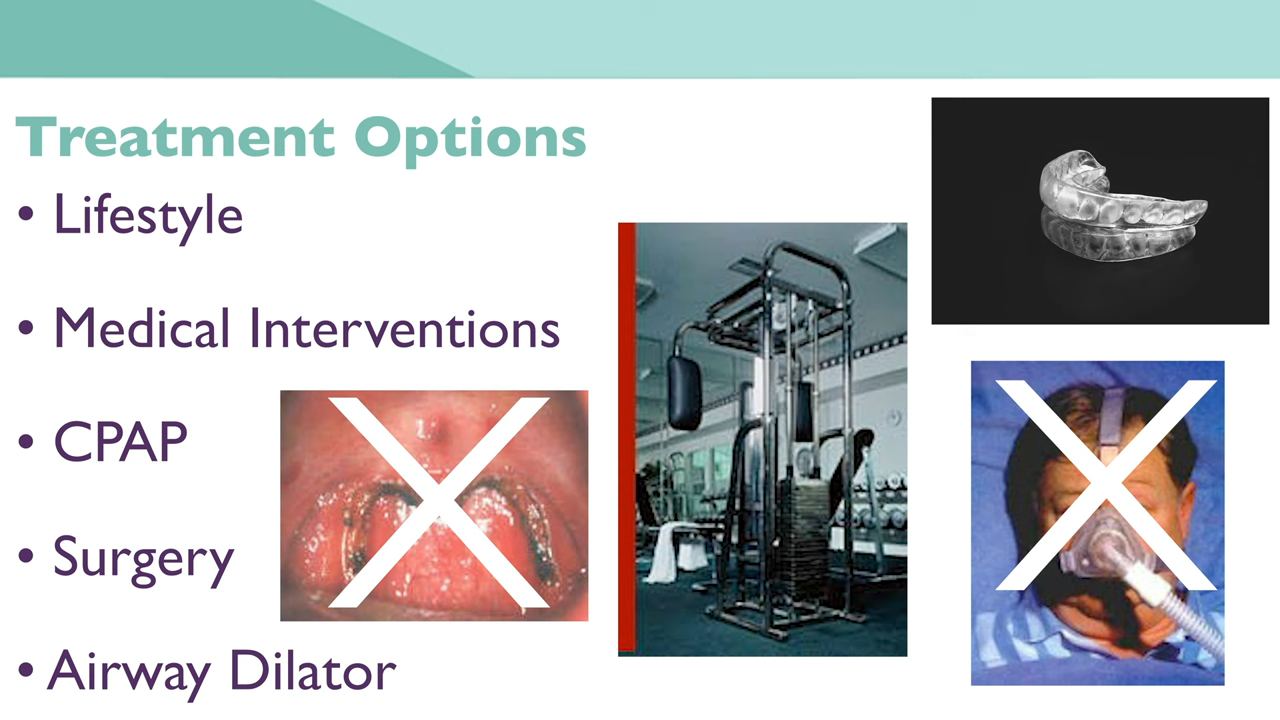 Treatment Options
• Lifestyle
• Medical Interventions
• CPAP
• Surgery
• Airway Dilator